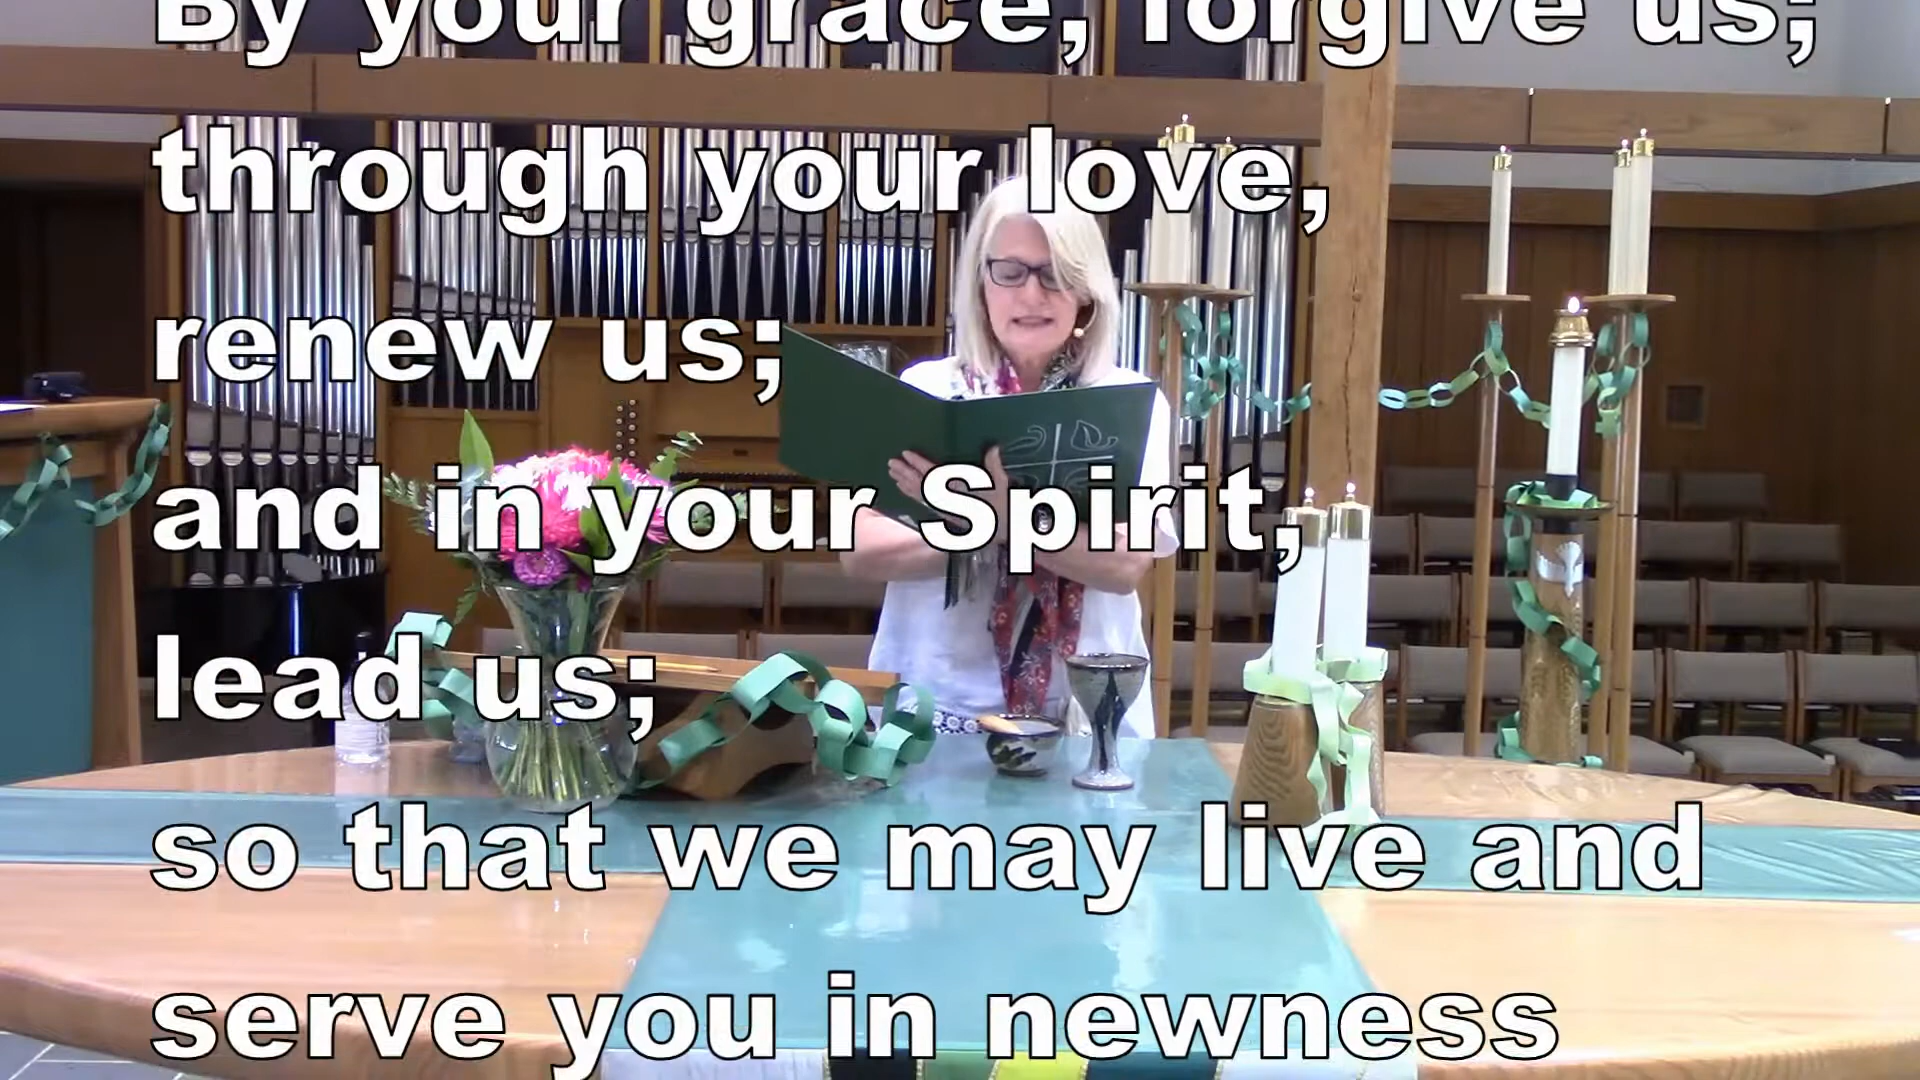 By your grace, forgive us;
through your love,
renew us;
and in your Spirit,
lead us;
so that we may live and
serve you in newness